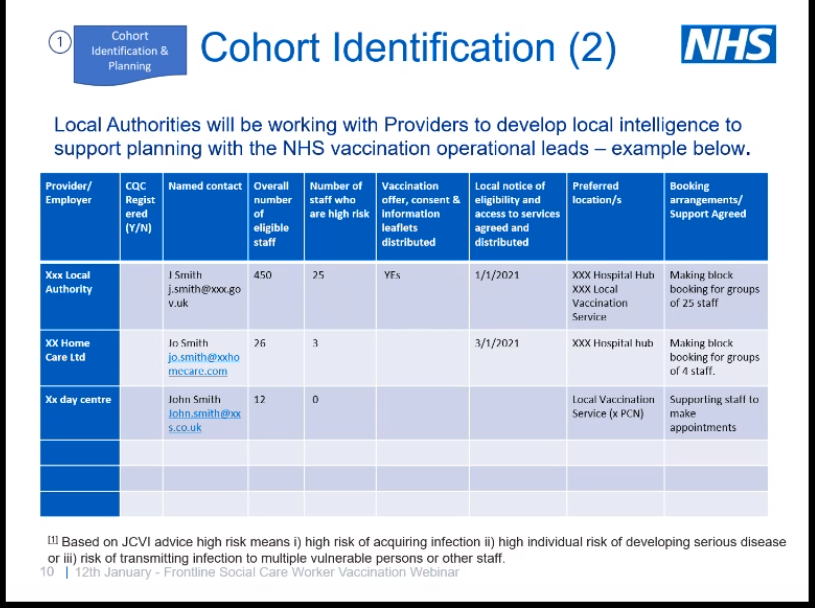 1
Cohort
Identification &
Planning
Cohort Identification (2)
NHS
Local Authorities will be working with Providers to develop local intelligence to
support planning with the NHS vaccination operational leads – example below.
Provider/
Employer
CQC
Regist
ered
(Y/N)
Named contact
Overall
number
of
eligible
staff
Number of
staff who
are high risk
Vaccination
offer, consent &
information
leaflets
distributed
Local notice of
eligibility and
access to services
agreed and
distributed
Preferred
location/s
Booking
arrangements/
Support Agreed
Xxx Local
Authority
J Smith
j.smith@xxx.go
v.uk
450
25
YEs
1/1/2021
XXX Hospital Hub
XXX Local
Vaccination
Service
Making block
booking for groups
of 25 staff
XX Home
Care Ltd
Jo Smith
jo.smith@xxho
mecare.com
26
3
3/1/2021
XXX Hospital hub
Making block
booking for groups
of 4 staff.
Xx day centre
John Smith
John.smith@xx
s.co.uk
12
0
Local Vaccination
Service (x PCN)
Supporting staff to
make
appointments
[1] Based on JCVI advice high risk means i) high risk of acquiring infection ii) high individual risk of developing serious disease
or iii) risk of transmitting infection to multiple vulnerable persons or other staff.
10 | 12th January - Frontline Social Care Worker Vaccination Webinar